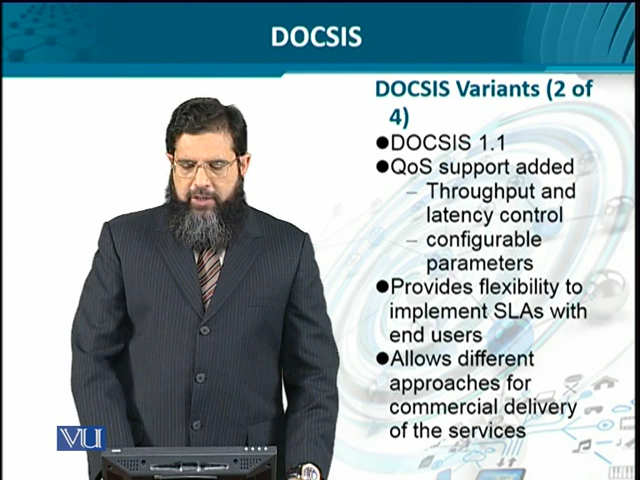 DOCSIS
DOCSIS Variants (2 of
4)
●DOCSIS 1.1
●QoS support added
– Throughput and
latency control
– configurable
parameters
●Provides flexibility to
implement SLAs with
end users
●Allows different
approaches for
commercial delivery
of the services
VU